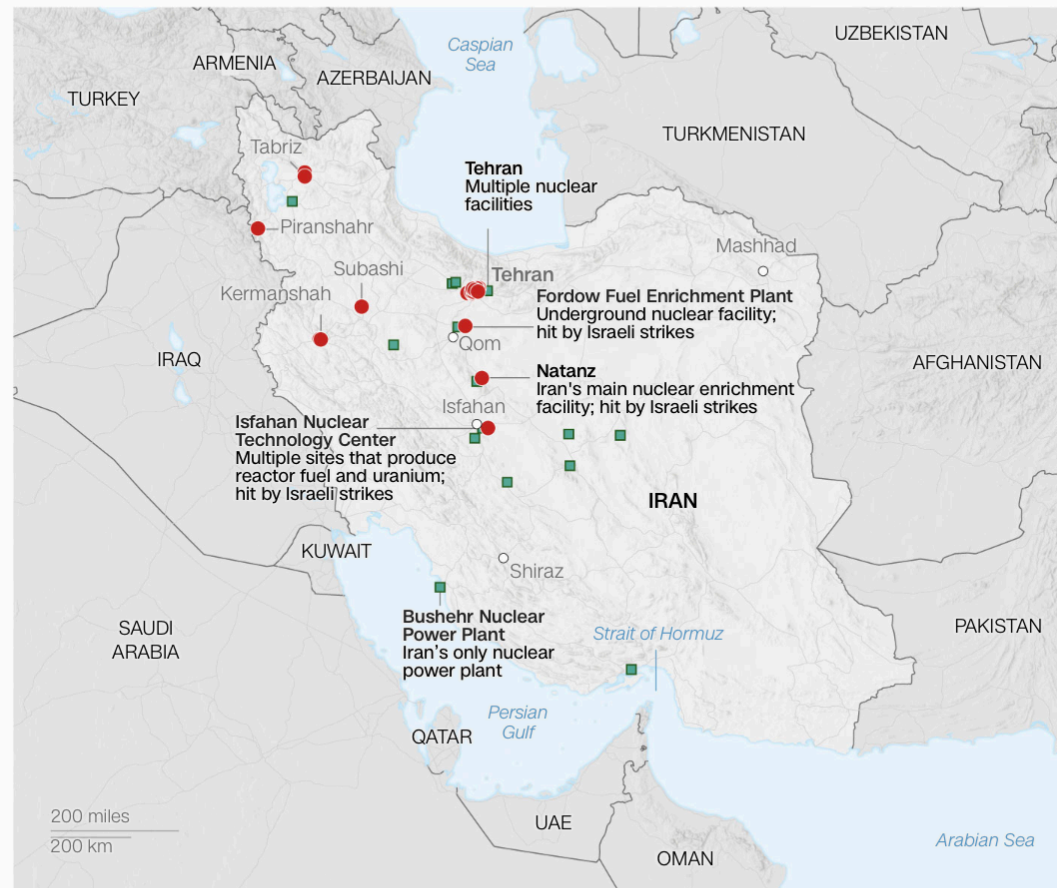 UZBEKISTAN
Caspian
Sea
ARMENIA
AZERBAIJAN
TURKEY
TURKMENISTAN
Tabriz
Tehran
Multiple nuclear
facilities
Piranshahr
Mashhad
Subashi
Tehran
Kermanshah
Fordow Fuel Enrichment Plant
Underground nuclear facility;
hit by Israeli strikes
Qom
IRAQ
AFGHANISTAN
Natanz
Iran's main nuclear enrichment
facility; hit by Israeli strikes
Isfahan
Isfahan Nuclear
Technology Center
Multiple sites that produce
reactor fuel and uranium;
hit by Israeli strikes
IRAN
KUWAIT
Shiraz
Bushehr Nuclear
Power Plant
Iran’s only nuclear
power plant
SAUDI
ARABIA
Strait of Hormuz
PAKISTAN
Persian
Gulf
QATAR
200 miles
200 km
UAE
OMAN
Arabian Sea